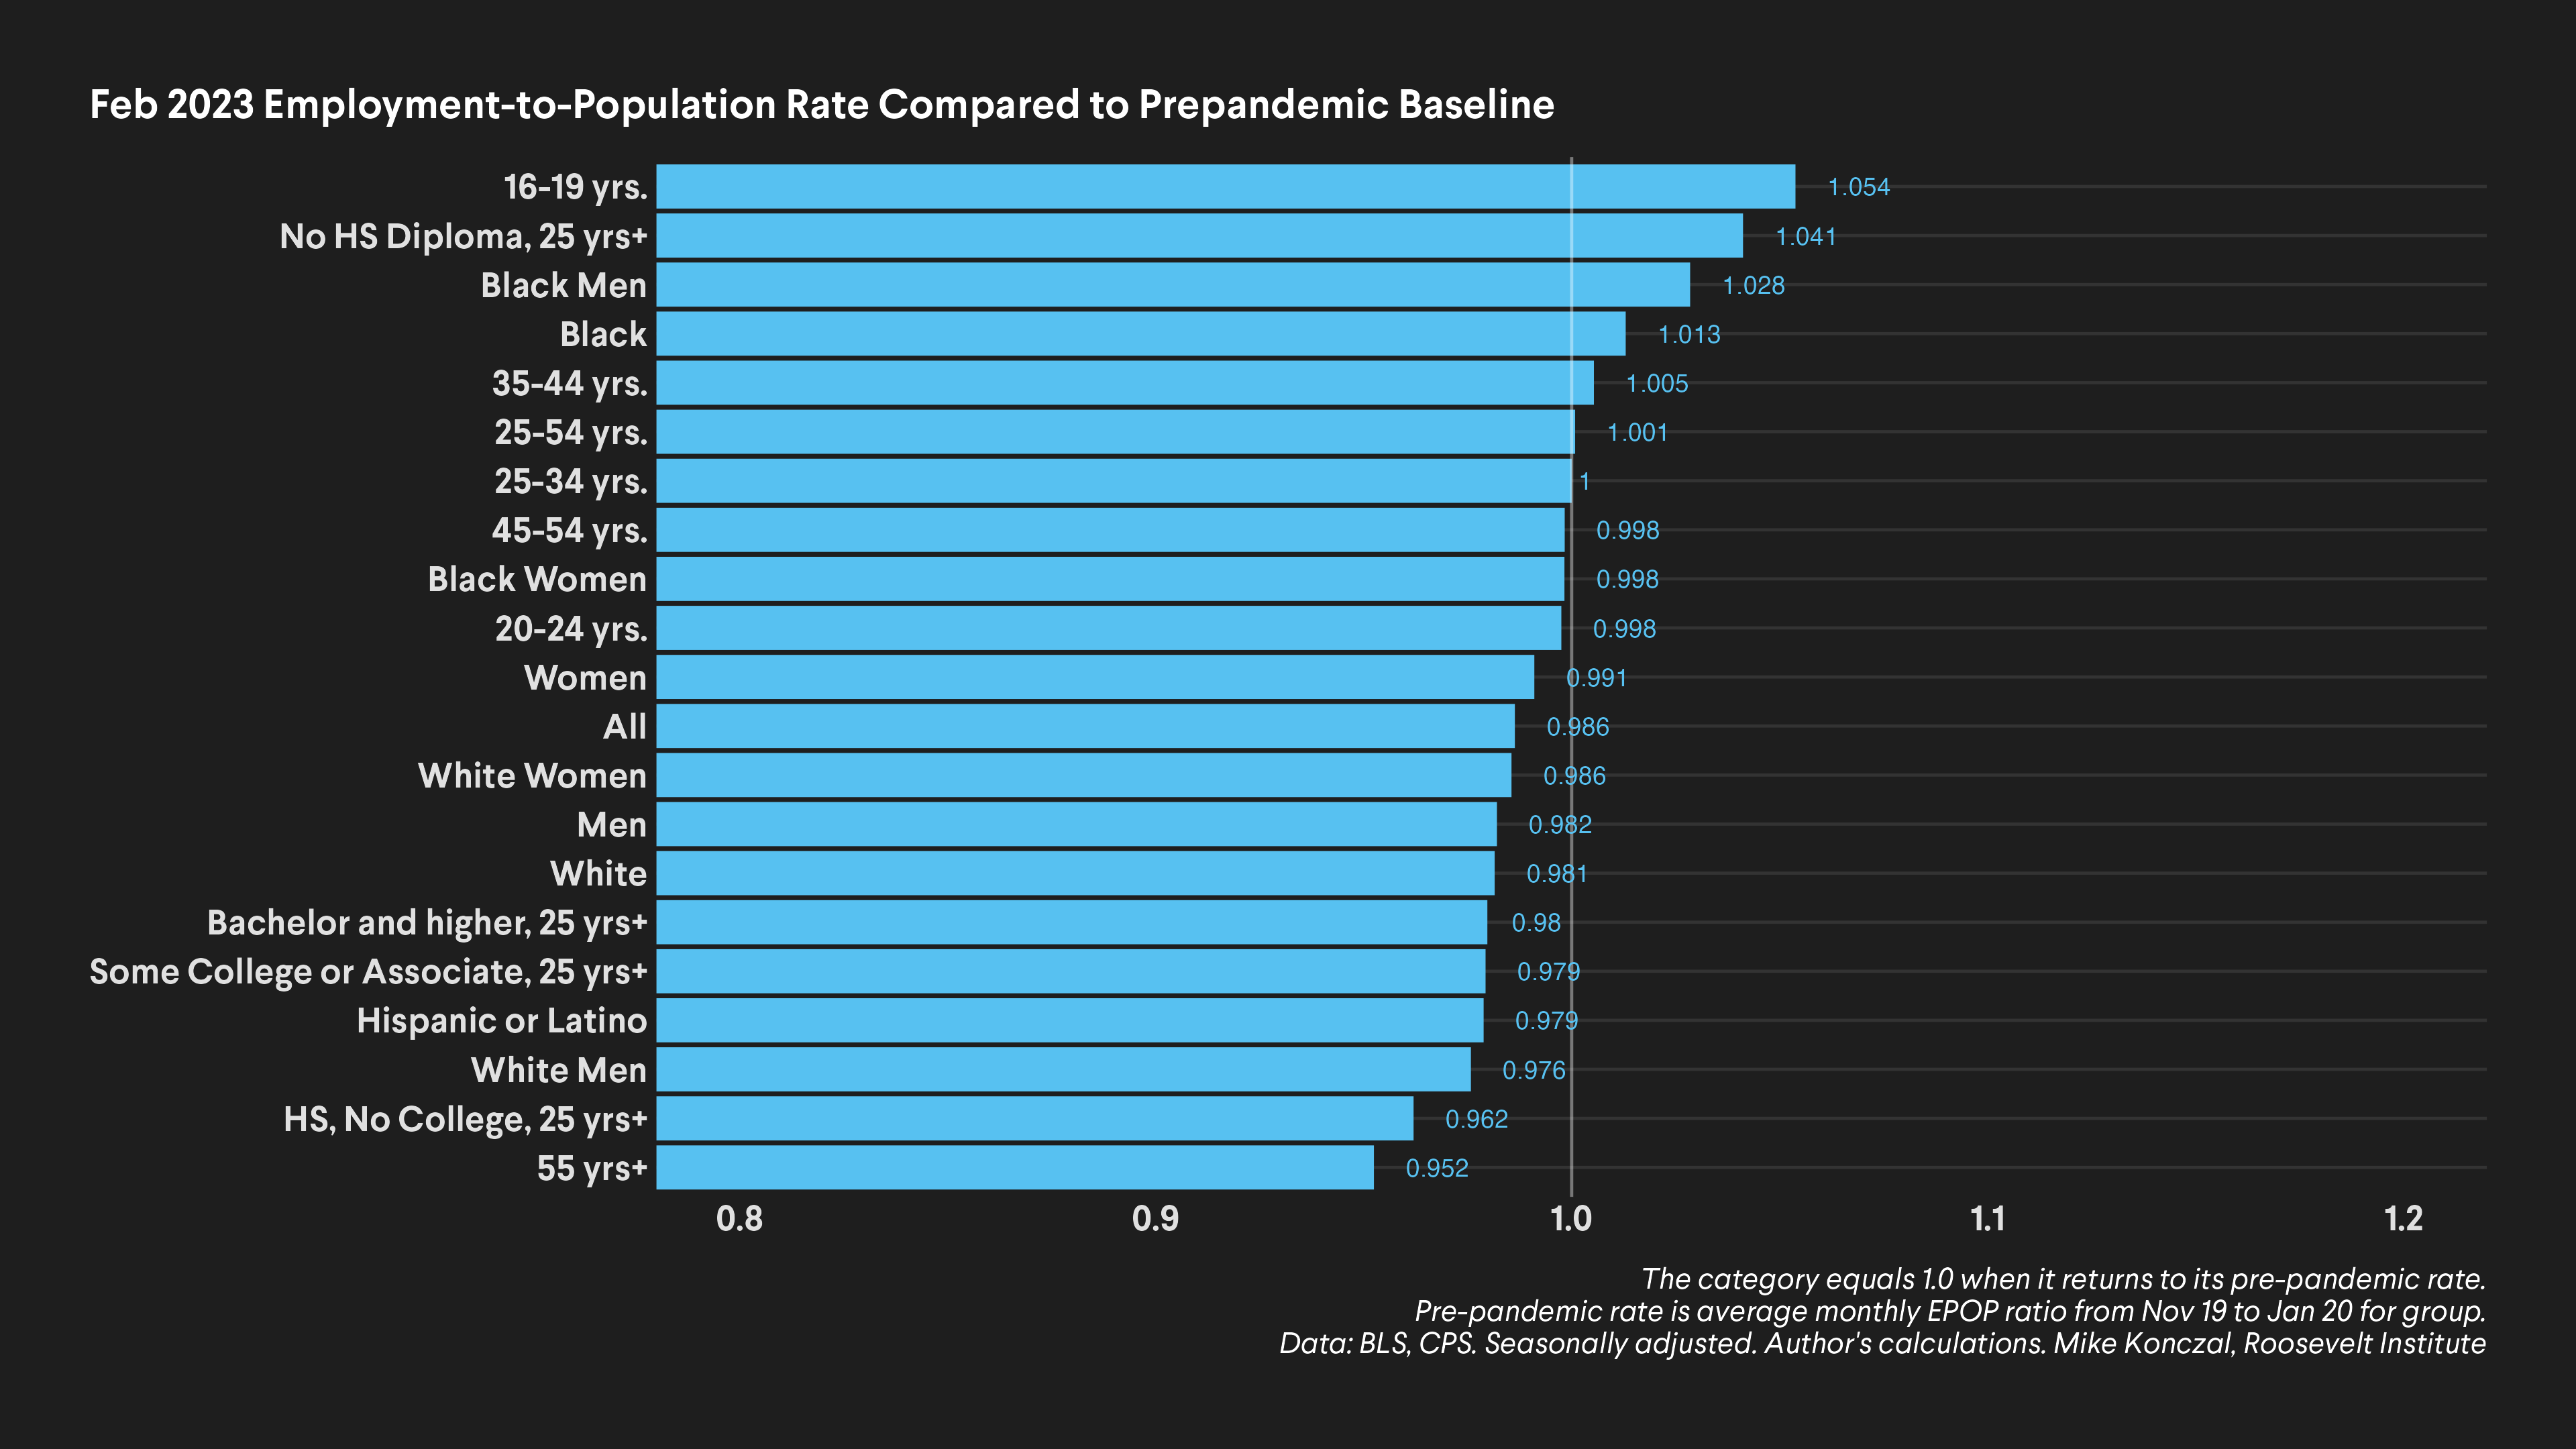 Feb 2023 Employment-to-Population Rate Compared to Prepandemic Baseline
16-19 yrs. 1.054
No HS Diploma, 25 yrs+ 1.041
Black Men 1.028
Black 1.013
35-44 yrs. 1.005
25-54 yrs. 1.001
25-34 yrs. 1
45-54 yrs. 0.998
Black Women 0.998
20-24 yrs. 0.998
Women 0.991
All 0.986
White Women 0.986
Men 0.982
White 0.981
Bachelor and higher, 25 yrs+ 0.98
Some College or Associate, 25 yrs+ 0.979
Hispanic or Latino 0.979
White Men 0.976
HS, No College, 25 yrs+ 0.962
55 yrs+ 0.952
0.8 0.9 1.0 1.1 1.2
The category equals 1.0 when it returns to its pre-pandemic rate.
Pre-pandemic rate is average monthly EPOP ratio from Nov 19 to Jan 20 for group.
Data: BLS, CPS. Seasonally adjusted. Author's calculations. Mike Konczal, Roosevelt Institute